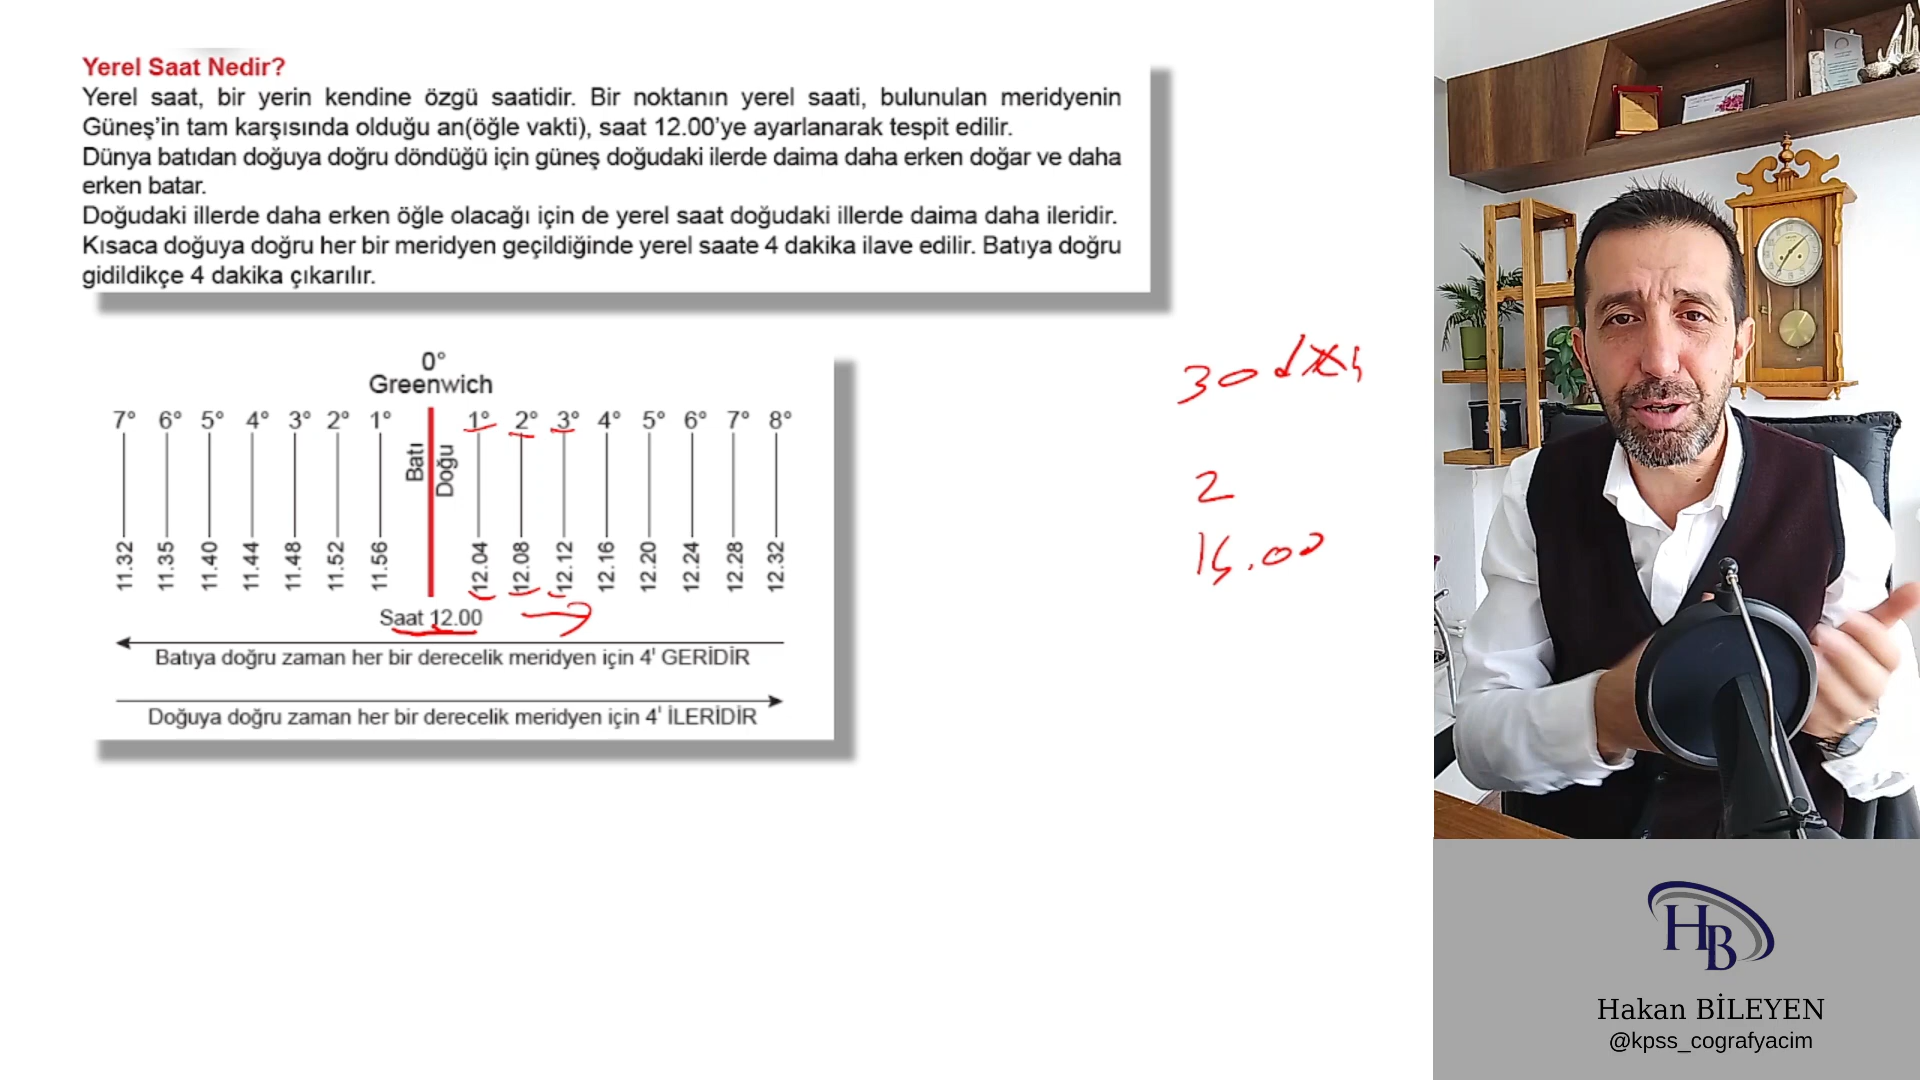 Yerel Saat Nedir?
Yerel saat, bir yerin kendine özgü saatidir. Bir noktanın yerel saati, bulunulan meridyenin
Güneş'in tam karşısında olduğu an(öğle vakti), saat 12.00'ye ayarlanarak tespit edilir.
Dünya batıdan doğuya doğru döndüğü için güneş doğudaki ilerde daima daha erken doğar ve daha
erken batar.
Doğudaki illerde daha erken öğle olacağı için de yerel saat doğudaki illerde daima daha ileridir.
Kısaca doğuya doğru her bir meridyen geçildiğinde yerel saate 4 dakika ilave edilir. Batıya doğru
gidildikçe 4 dakika çıkarılır.
0°
Greenwich
7° 6° 5° 4° 3° 2° 1° 1° 2° 3° 4° 5° 6° 7° 8°
Batı
Doğu
11.32 11.35 11.40 11.44 11.48 11.52 11.56 12.04 12.08 12.12 12.16 12.20 12.24 12.28 12.32
Saat 12.00
Batıya doğru zaman her bir derecelik meridyen için 4' GERİDİR
Doğuya doğru zaman her bir derecelik meridyen için 4' İLERİDİR
30
2
HB
Hakan BİLEYEN
@kpss_cografyacim